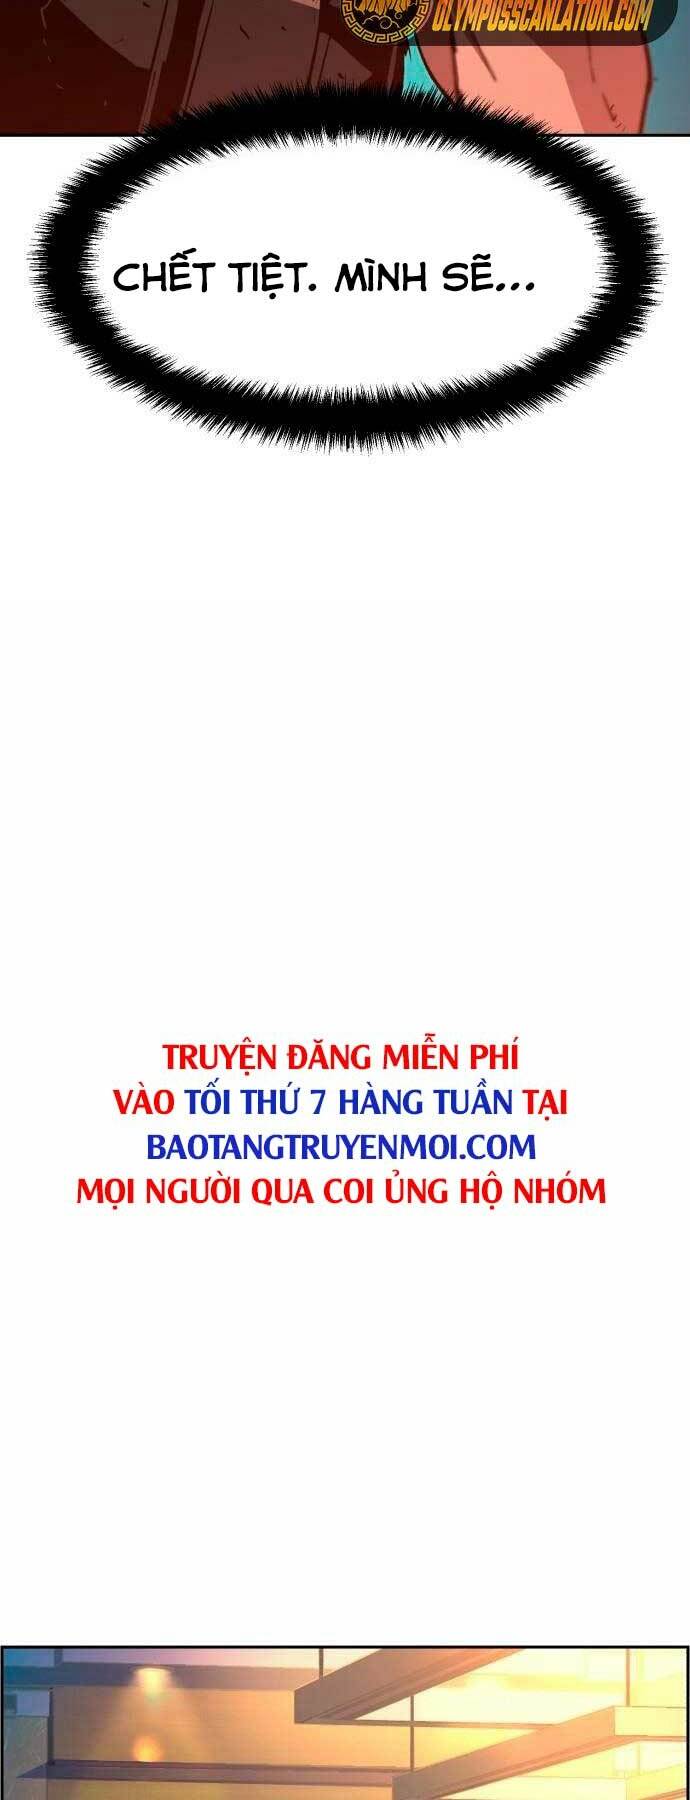 OLYMPUSSCANLATION.COM
CHẾT TIỆT. MÌNH SẼ...
TRUYỆN ĐĂNG MIỄN PHÍ
VÀO TỐI THỨ 7 HÀNG TUẦN TẠI
BAOTANGTRUYENMOI.COM
MỌI NGƯỜI QUA COI ỦNG HỘ NHÓM